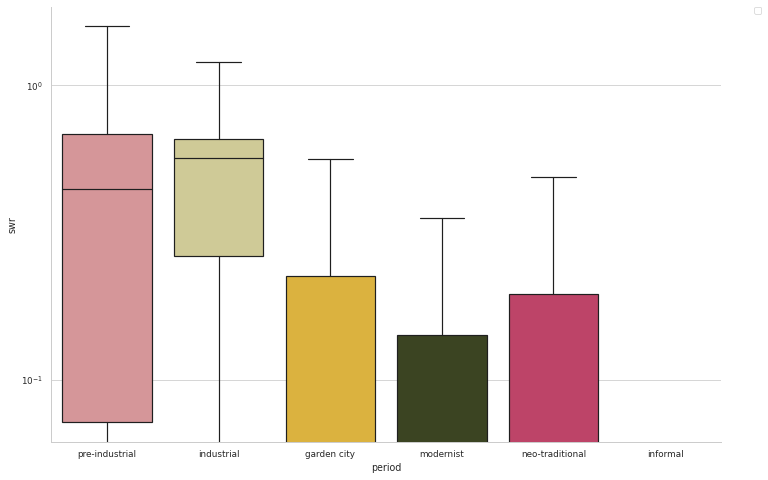 swr
10⁰
10⁻¹
pre-industrial
industrial
garden city
modernist
neo-traditional
informal
period